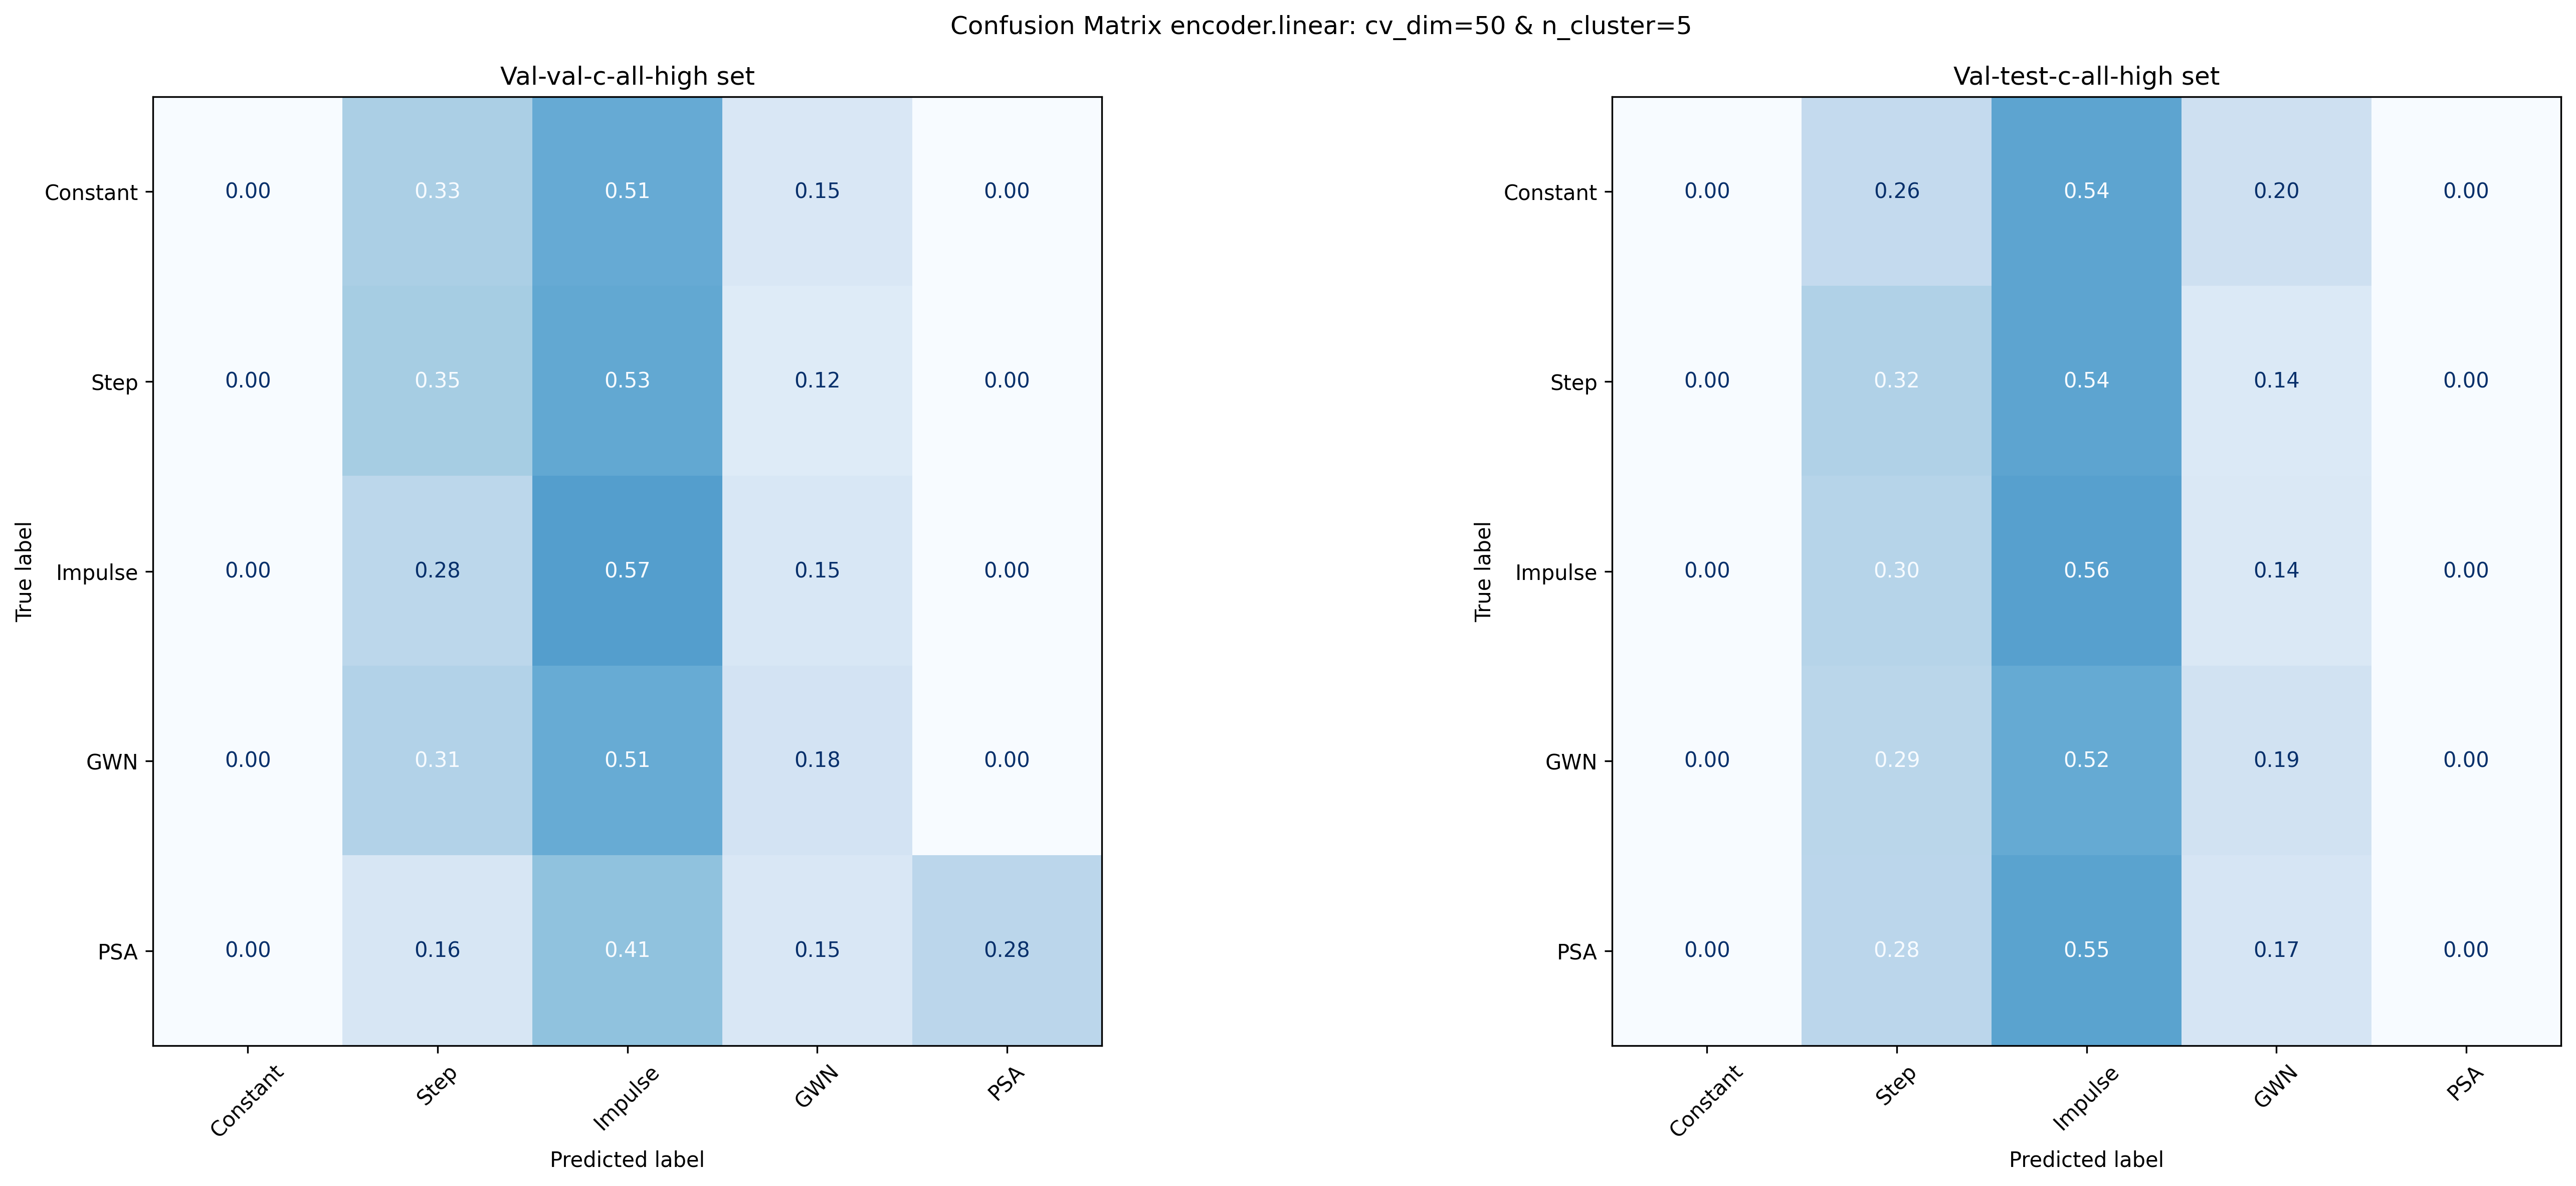 Confusion Matrix encoder.linear: cv_dim=50 & n_cluster=5
Val-val-c-all-high set
True label
Constant 0.00 0.33 0.51 0.15 0.00
Step 0.00 0.35 0.53 0.12 0.00
Impulse 0.00 0.28 0.57 0.15 0.00
GWN 0.00 0.31 0.51 0.18 0.00
PSA 0.00 0.16 0.41 0.15 0.28
Constant Step Impulse GWN PSA
Predicted label
Val-test-c-all-high set
True label
Constant 0.00 0.26 0.54 0.20 0.00
Step 0.00 0.32 0.54 0.14 0.00
Impulse 0.00 0.30 0.56 0.14 0.00
GWN 0.00 0.29 0.52 0.19 0.00
PSA 0.00 0.28 0.55 0.17 0.00
Constant Step Impulse GWN PSA
Predicted label